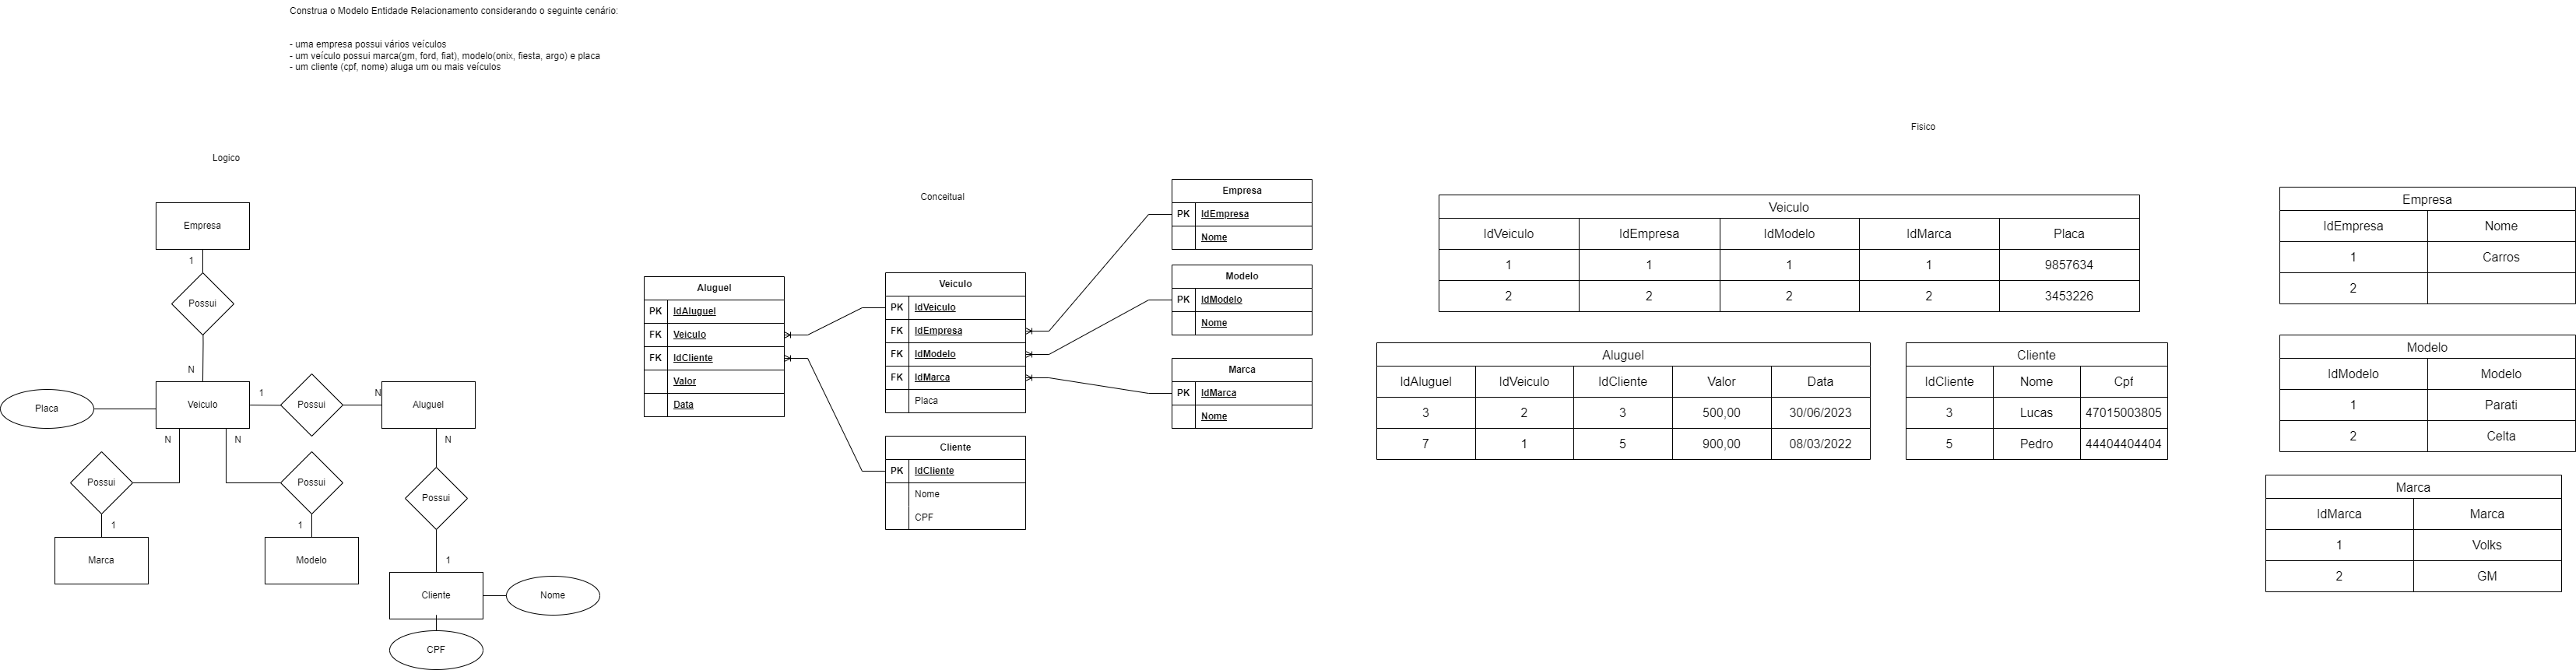 Construa o Modelo Entidade Relacionamento considerando o seguinte cenário:
- uma empresa possui vários veículos
- um veículo possui marca(gm, ford, fiat), modelo(onix, fiesta, argo) e placa
- um cliente (cpf, nome) aluga um ou mais veículos
Logico
Empresa
1
Possui
N
Placa
Veiculo
1
Possui
N
Aluguel
N
N
N
Possui
Possui
Possui
1
1
1
Marca
Modelo
Cliente
Nome
CPF
Conceitual
Aluguel
PK IdAluguel
FK Veiculo
FK IdCliente
Valor
Data
Veiculo
PK IdVeiculo
FK IdEmpresa
FK IdModelo
FK IdMarca
Placa
Cliente
PK IdCliente
Nome
CPF
Empresa
PK IdEmpresa
Nome
Modelo
PK IdModelo
Nome
Marca
PK IdMarca
Nome
Fisico
Veiculo
IdVeiculo IdEmpresa IdModelo IdMarca Placa
1 1 1 1 9857634
2 2 2 2 3453226
Aluguel
IdAluguel IdVeiculo IdCliente Valor Data
3 2 3 500,00 30/06/2023
7 1 5 900,00 08/03/2022
Cliente
IdCliente Nome Cpf
3 Lucas 47015003805
5 Pedro 44404404404
Empresa
IdEmpresa Nome
1 Carros
2
Modelo
IdModelo Modelo
1 Parati
2 Celta
Marca
IdMarca Marca
1 Volks
2 GM